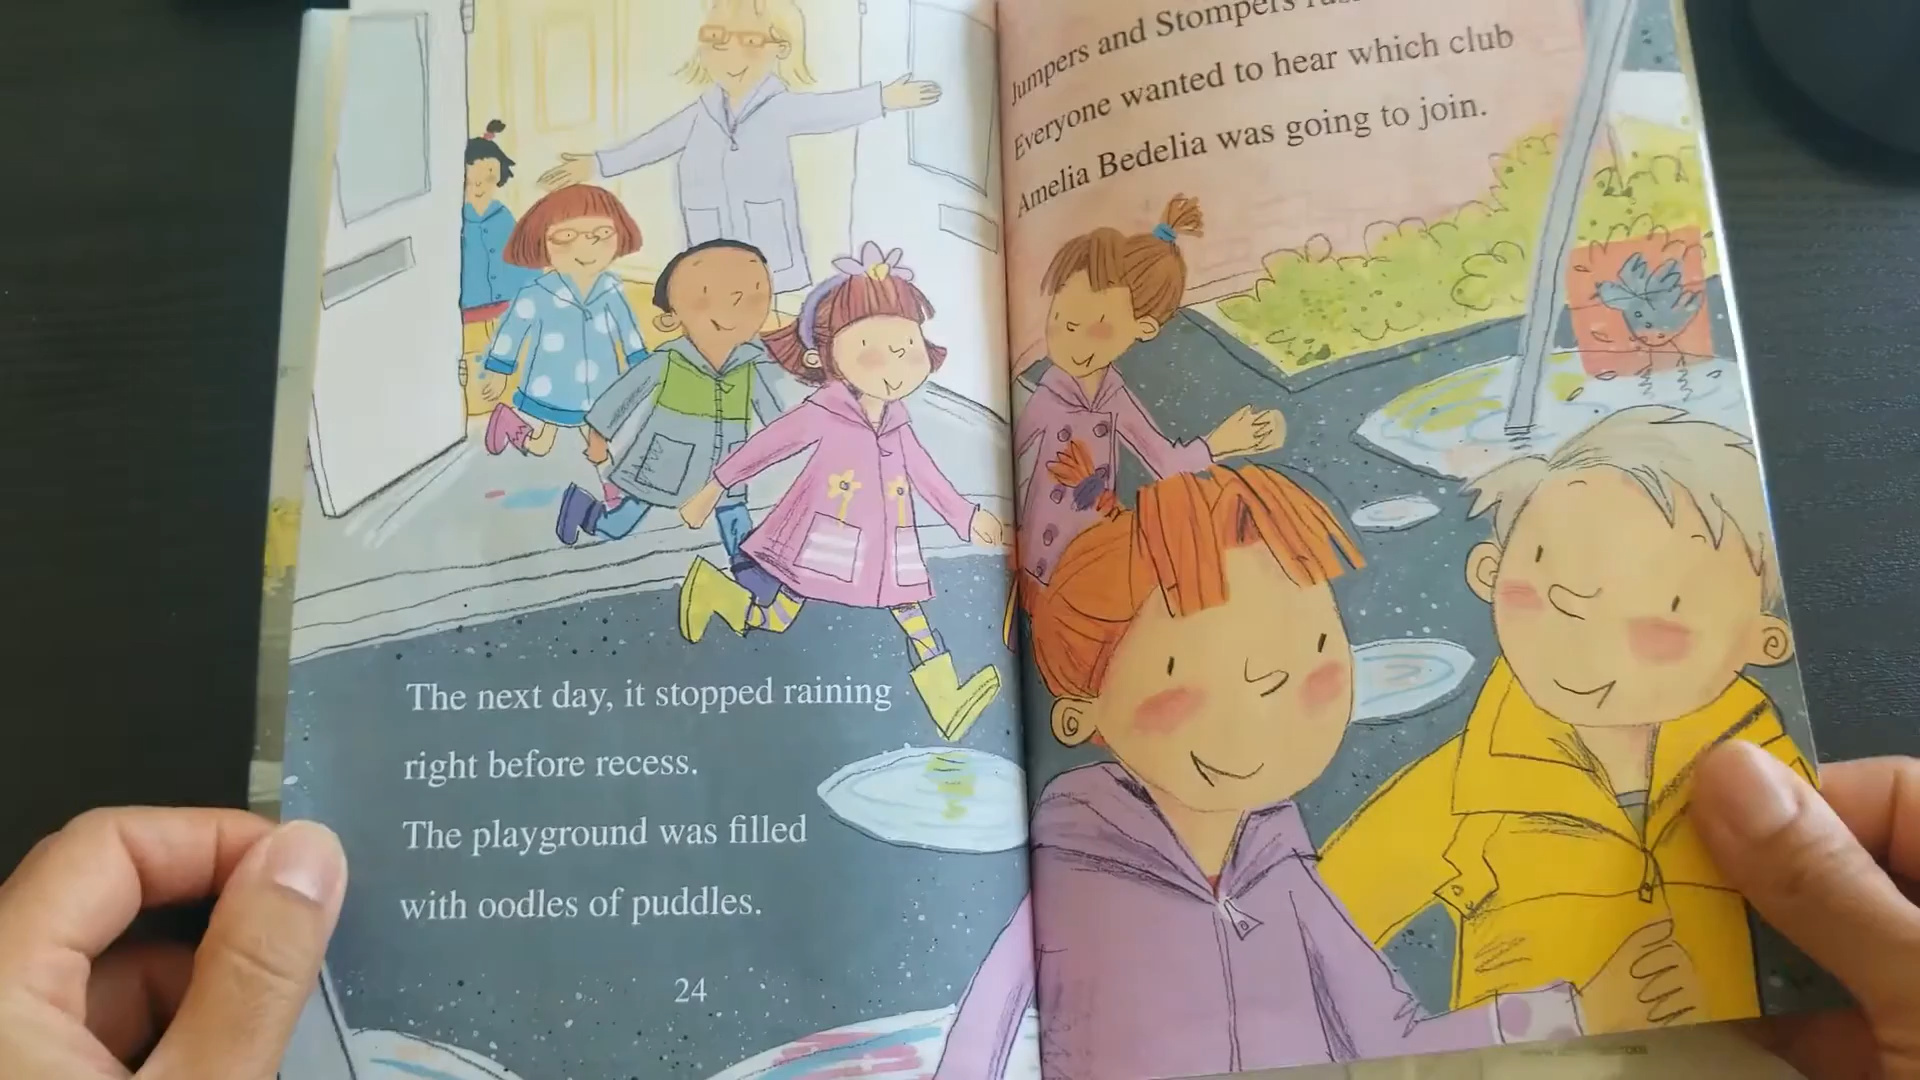 The next day, it stopped raining
right before recess.
The playground was filled
with oodles of puddles.
24
Jumpers and Stompers
Everyone wanted to hear which club
Amelia Bedelia was going to join.